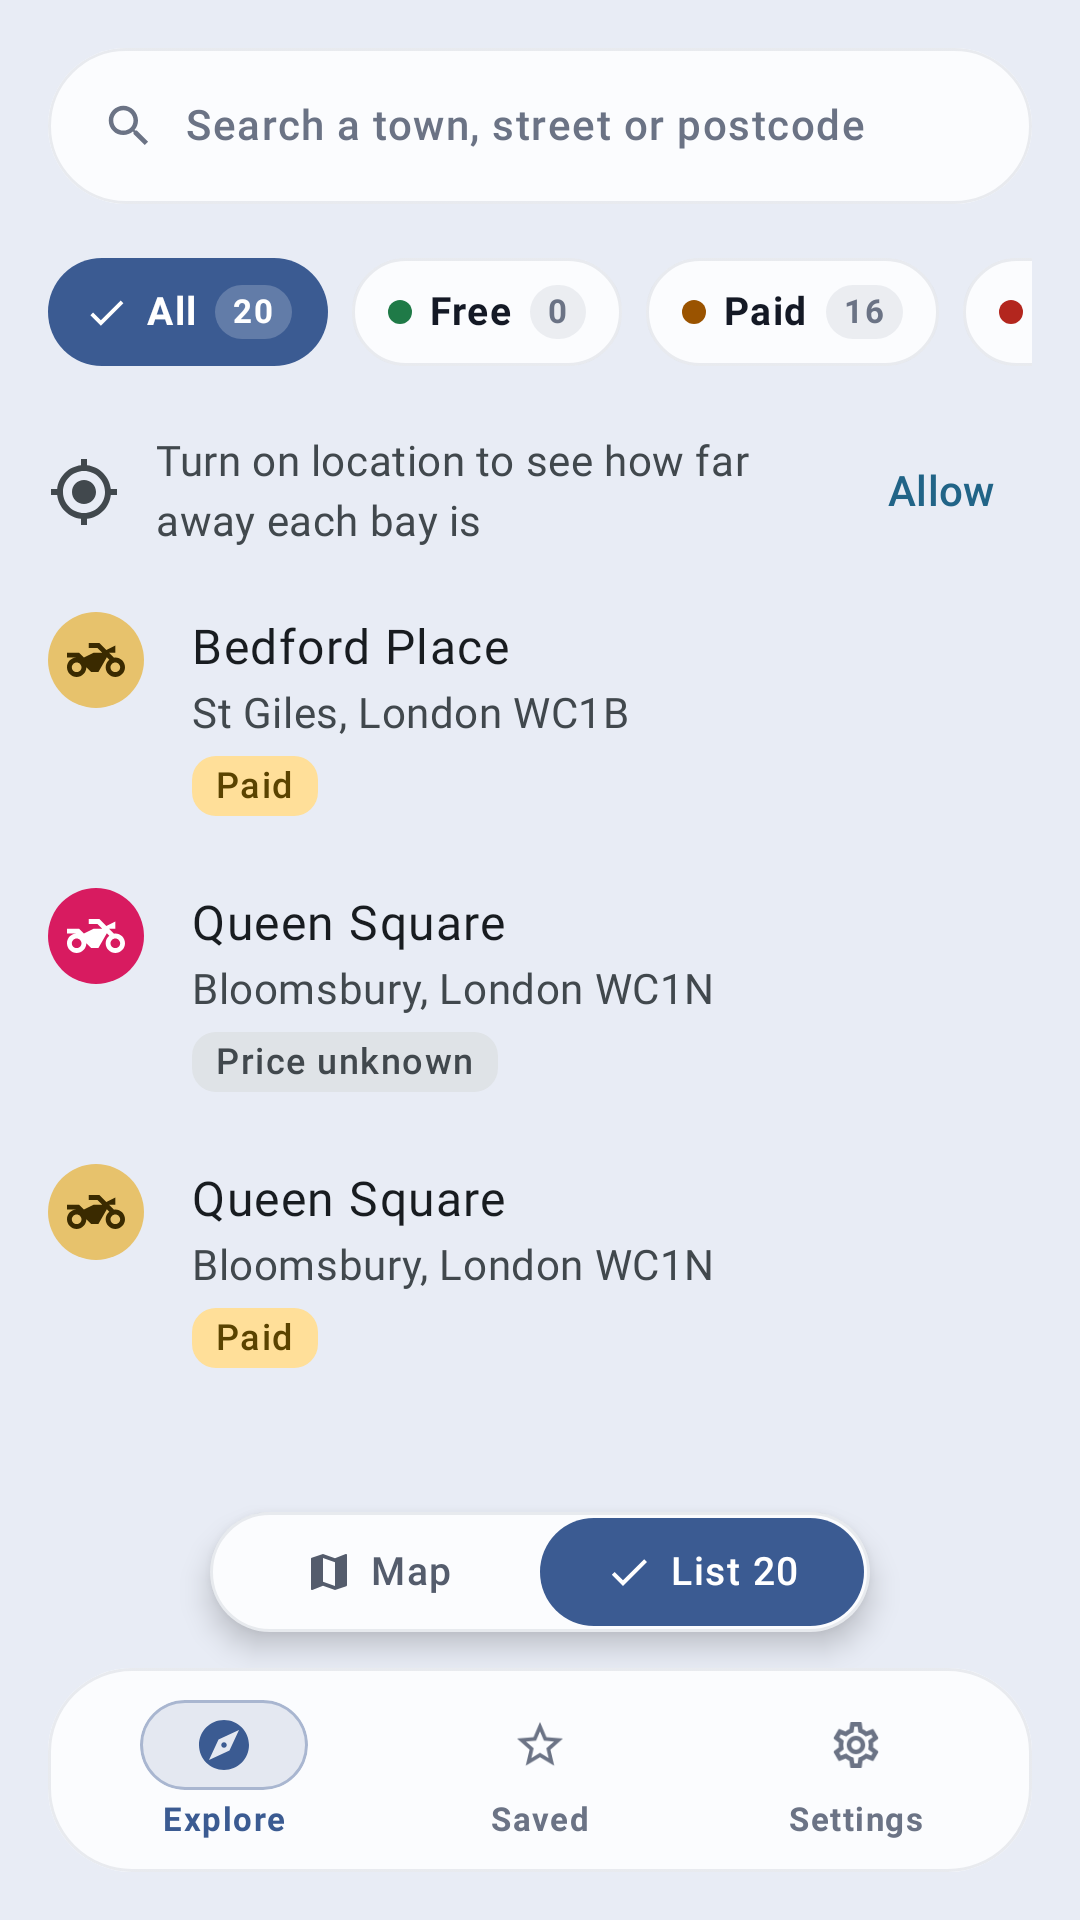 Search a town, street or postcode
All 20 Free 0 Paid 16
Turn on location to see how far
away each bay is
Allow
Bedford Place
St Giles, London WC1B
Paid
Queen Square
Bloomsbury, London WC1N
Price unknown
Queen Square
Bloomsbury, London WC1N
Paid
Map List 20
Explore Saved Settings